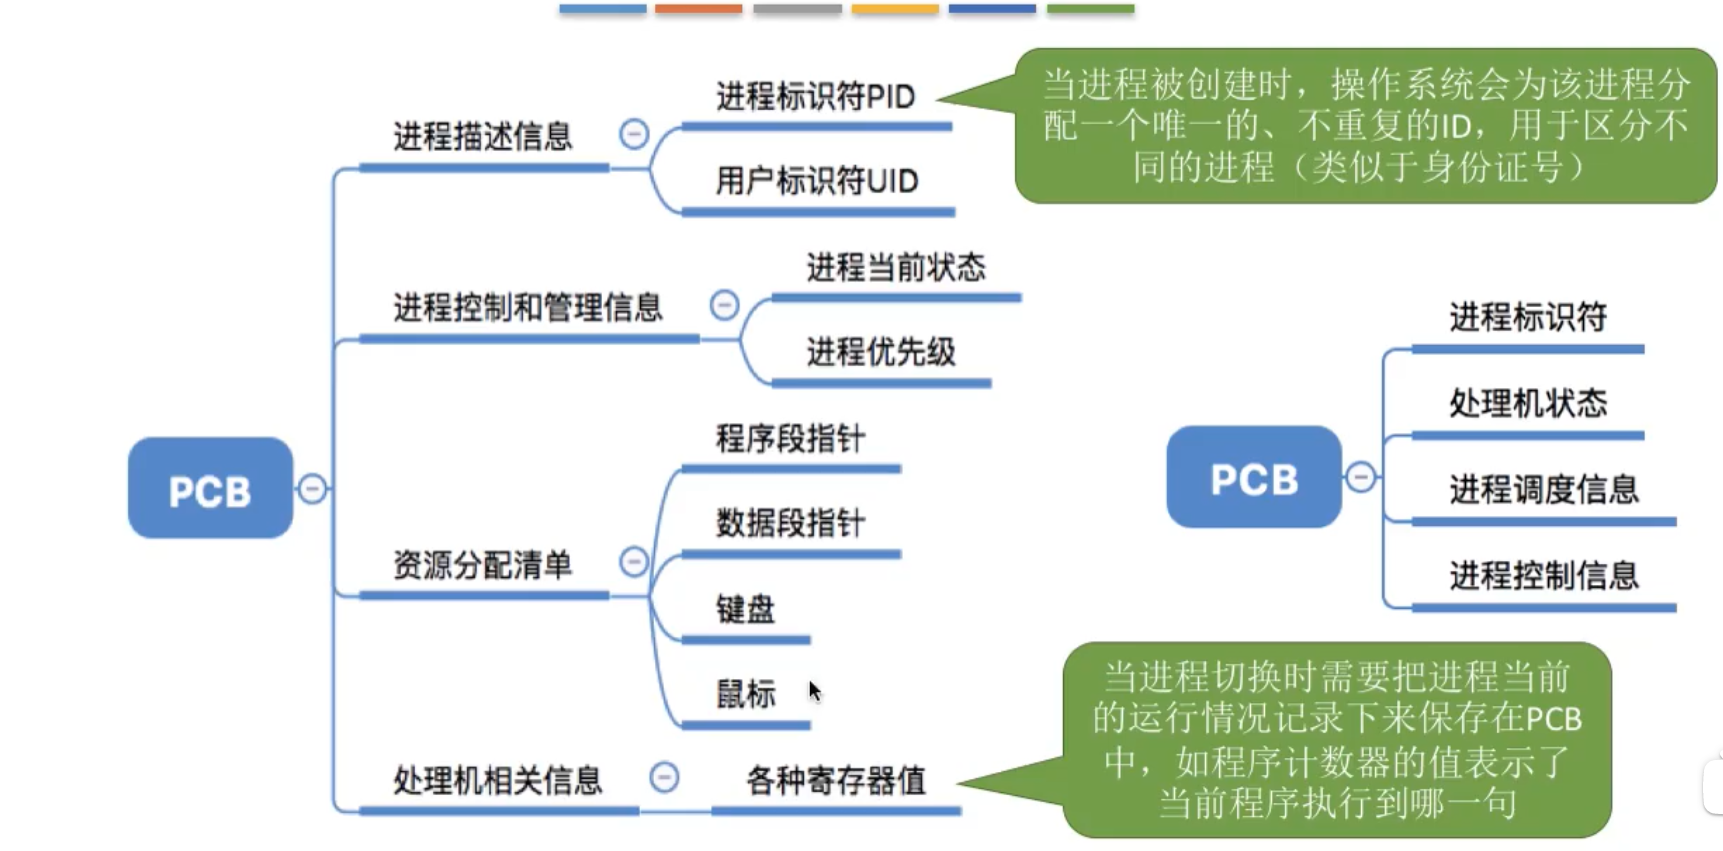 进程标识符PID
进程描述信息
用户标识符UID
当进程被创建时，操作系统会为该进程分
配一个唯一的、不重复的ID，用于区分不
同的进程（类似于身份证号）
进程当前状态
进程控制和管理信息
进程优先级
PCB
程序段指针
数据段指针
资源分配清单
键盘
鼠标
处理机相关信息
各种寄存器值
当进程切换时需要把进程当前
的运行情况记录下来保存在PCB
中，如程序计数器的值表示了
当前程序执行到哪一句
PCB
进程标识符
处理机状态
进程调度信息
进程控制信息